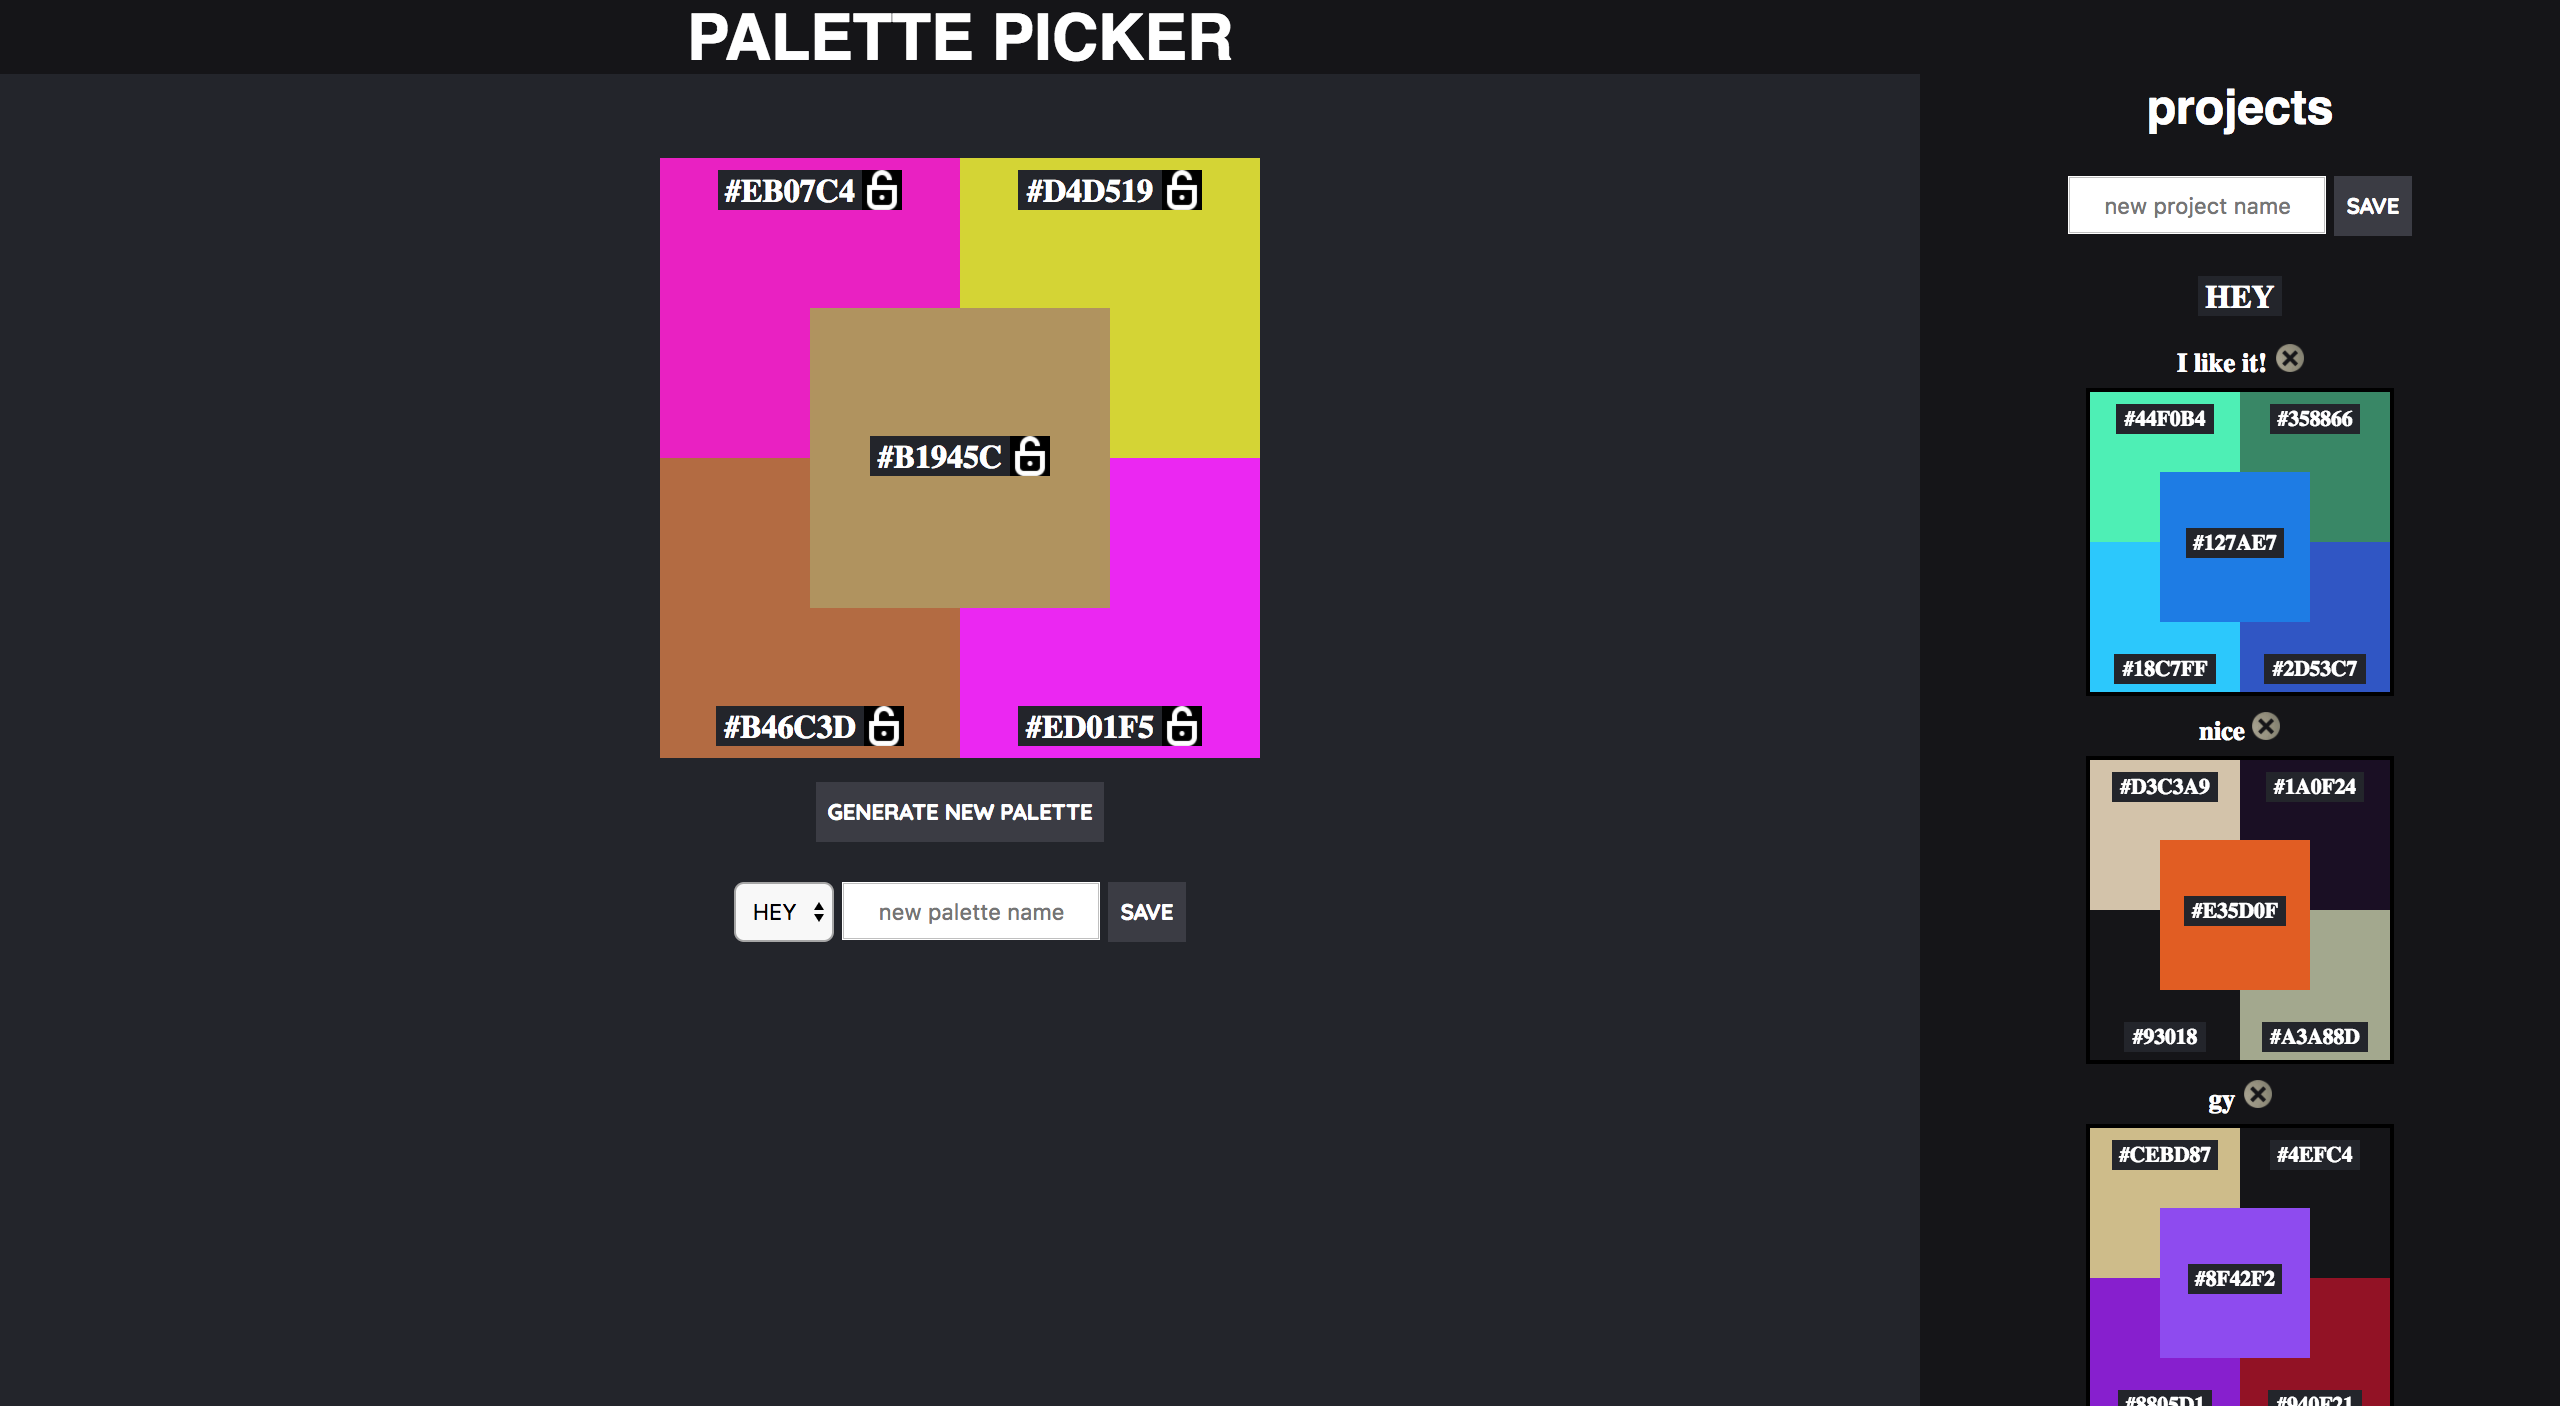 PALETTE PICKER
#EB07C4
#D4D519
#B1945C
#B46C3D
#ED01F5
GENERATE NEW PALETTE
HEY
new palette name
SAVE
projects
new project name
SAVE
HEY
I like it!
#44F0B4
#358866
#127AE7
#18C7FF
#2D53C7
nice
#D3C3A9
#1A0F24
#E35D0F
#93018
#A3A88D
gy
#CEBD87
#4EFC4
#8F42F2
#8805D1